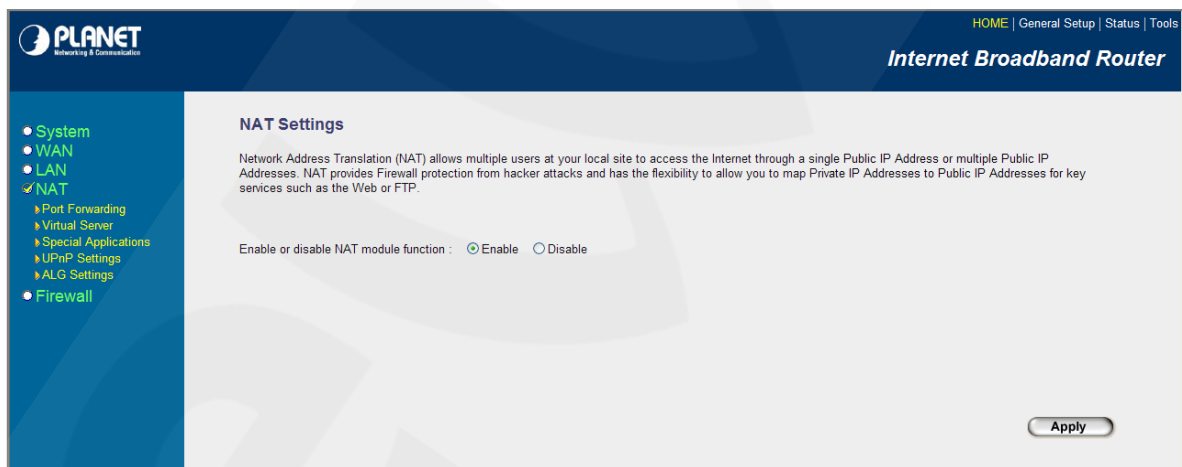 PLANET
Networking & Communication
HOME | General Setup | Status | Tools
Internet Broadband Router
System
WAN
LAN
NAT
Port Forwarding
Virtual Server
Special Applications
UPnP Settings
ALG Settings
Firewall
NAT Settings
Network Address Translation (NAT) allows multiple users at your local site to access the Internet through a single Public IP Address or multiple Public IP
Addresses. NAT provides Firewall protection from hacker attacks and has the flexibility to allow you to map Private IP Addresses to Public IP Addresses for key
services such as the Web or FTP.
Enable or disable NAT module function : Enable Disable
Apply